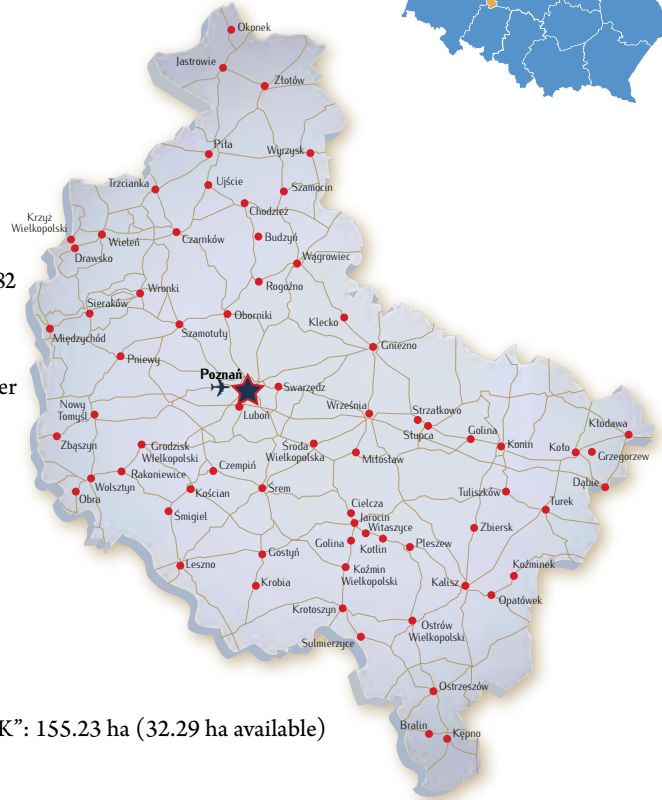 Okonek
Jastrowie
Złotów
Piła
Wyrzysk
Trzcianka
Ujście
Szamocin
Chodzież
Krzyż
Wielkopolski
Wieleń
Czarnków
Budzyń
Drawsko
Wągrowiec
82
Rogoźno
Wronki
Sieraków
Oborniki
Kłecko
Międzychód
Szamotuły
Gniezno
Pniewy
Poznań
er
Swarzędz
Nowy
Tomyśl
Luboń
Września
Strzałkowo
Słupca
Golina
Kłodawa
Zbąszyn
Grodzisk
Wielkopolski
Środa
Wielkopolska
Miłosław
Konin
Koło
Grzegorzew
Rakoniewice
Czempiń
Wolsztyn
Obra
Kościan
Śrem
Tuliszków
Dąbie
Turek
Śmigiel
Cielcza
Jarocin
Witaszyce
Zbiersk
Golina
Kotlin
Pleszew
Gostyń
Leszno
Koźmin
Wielkopolski
Koźminek
Krobia
Kalisz
Opatówek
Krotoszyn
Ostrów
Wielkopolski
Sulmierzyce
Ostrzeszów
Bralin
Kępno
K”: 155.23 ha (32.29 ha available)